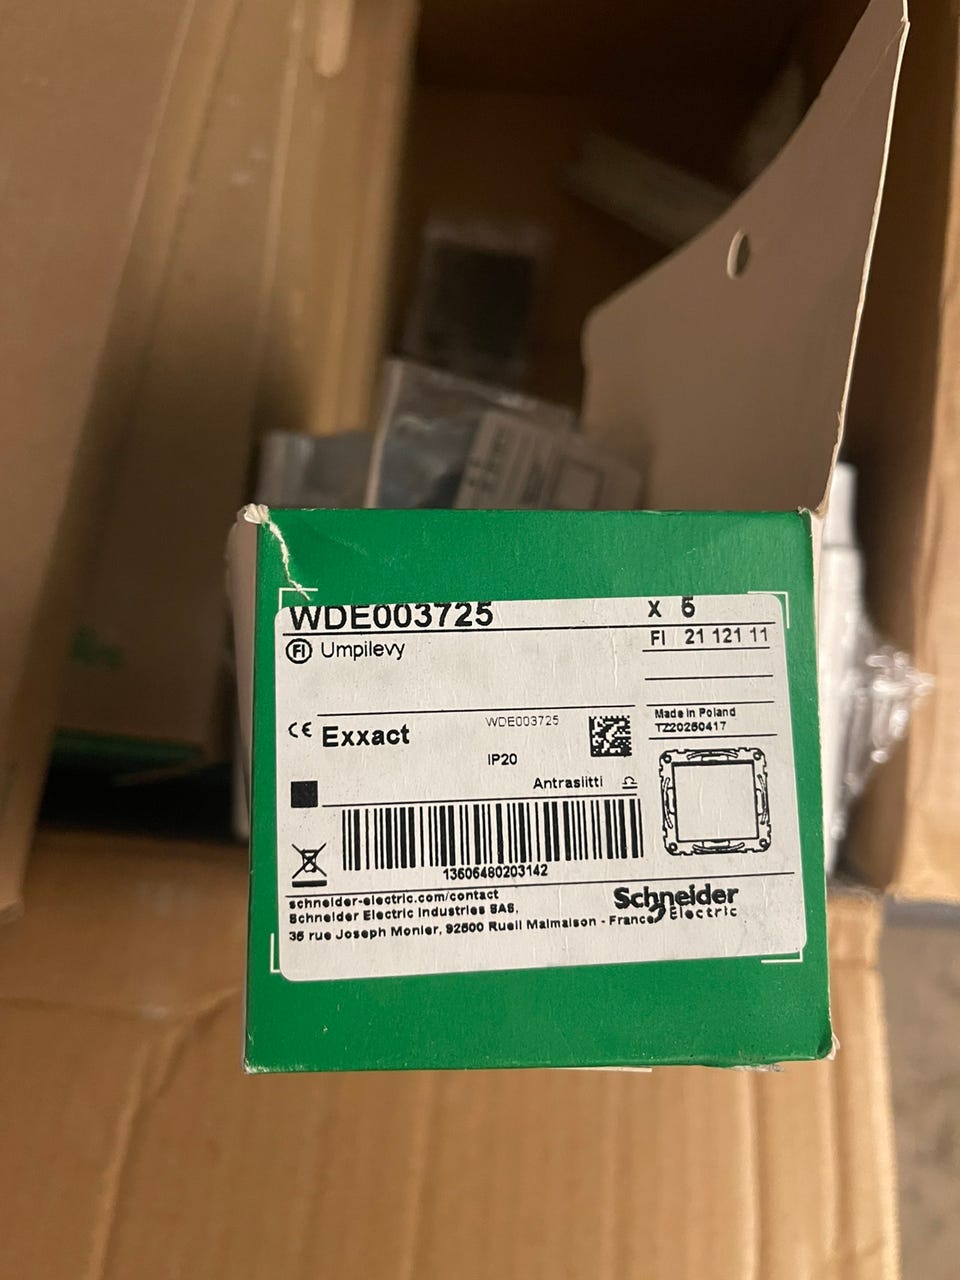 WDE003725 x 5
FI 21 121 11
FI Umpilevy
WDE003725
CE Exxact
IP20
Made in Poland
TZ20250417
Antrasiitti
13606480203142
schneider-electric.com/contact
Schneider Electric Industries SAS,
35 rue Joseph Monier, 92500 Rueil Malmaison - France
Schneider
Electric